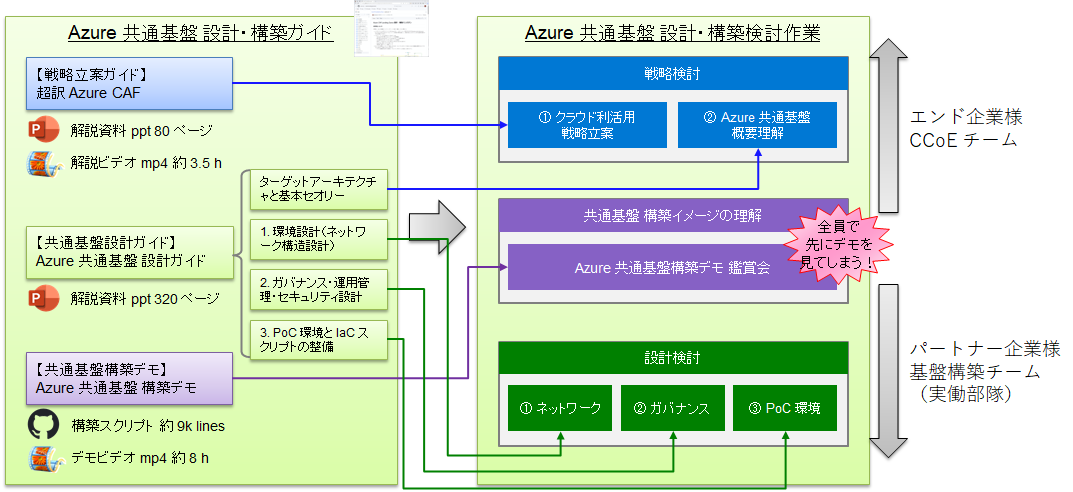 Azure 共通基盤 設計・構築ガイド
【戦略立案ガイド】
超訳 Azure CAF
解説資料 ppt 80 ページ
解説ビデオ mp4 約 3.5 h
ターゲットアーキテクチ
ャと基本セオリー
1. 環境設計(ネットワ
ーク構造設計)
【共通基盤設計ガイド】
Azure 共通基盤 設計ガイド
解説資料 ppt 320 ページ
2. ガバナンス・運用管
理・セキュリティ設計
3. PoC 環境と IaC ス
クリプトの整備
【共通基盤構築デモ】
Azure 共通基盤 構築デモ
構築スクリプト 約 9k lines
デモビデオ mp4 約 8 h
Azure 共通基盤 設計・構築検討作業
戦略検討
① クラウド利活用
戦略立案
② Azure 共通基盤
概要理解
共通基盤 構築イメージの理解
Azure 共通基盤構築デモ 鑑賞会
全員で
先にデモを
見てしまう!
設計検討
① ネットワーク
② ガバナンス
③ PoC 環境
エンド企業様
CCoE チーム
パートナー企業様
基盤構築チーム
(実働部隊)